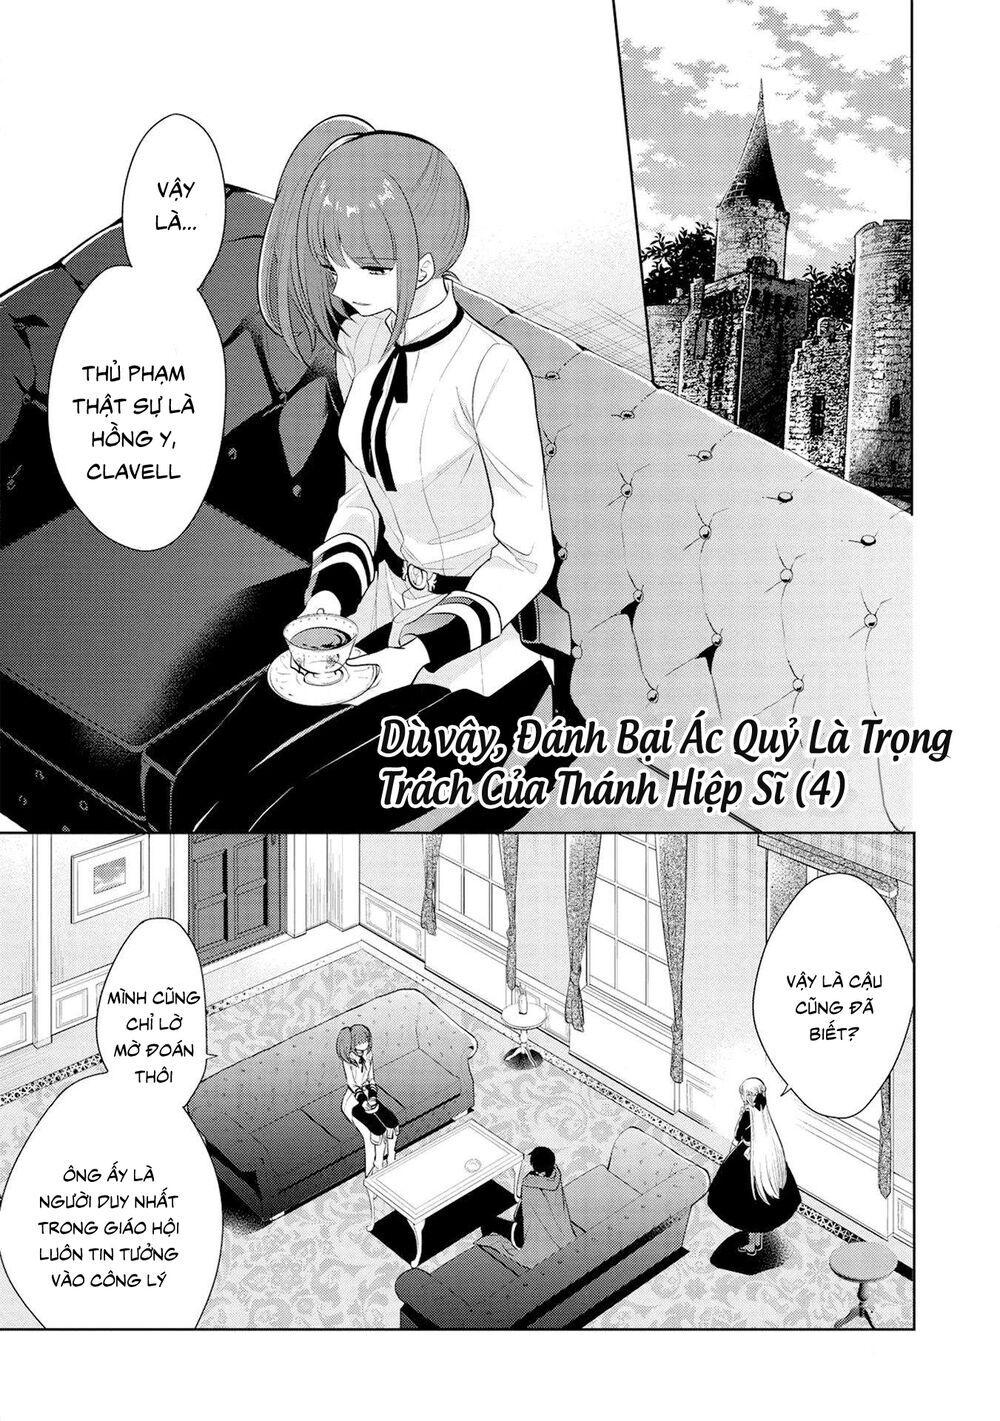 VẬY
LÀ...
THỦ PHẠM
THẬT SỰ LÀ
HỒNG Y,
CLAVELL
Dù vậy, Đánh Bại Ác Quỷ Là Trọng
Trách Của Thánh Hiệp Sĩ (4)
VẬY LÀ CẬU
CŨNG ĐÃ
BIẾT?
MÌNH CŨNG
CHỈ LỜ
MỜ ĐOÁN
THÔI
ÔNG ẤY LÀ
NGƯỜI DUY NHẤT
TRONG GIÁO HỘI
LUÔN TIN TƯỞNG
VÀO CÔNG LÝ